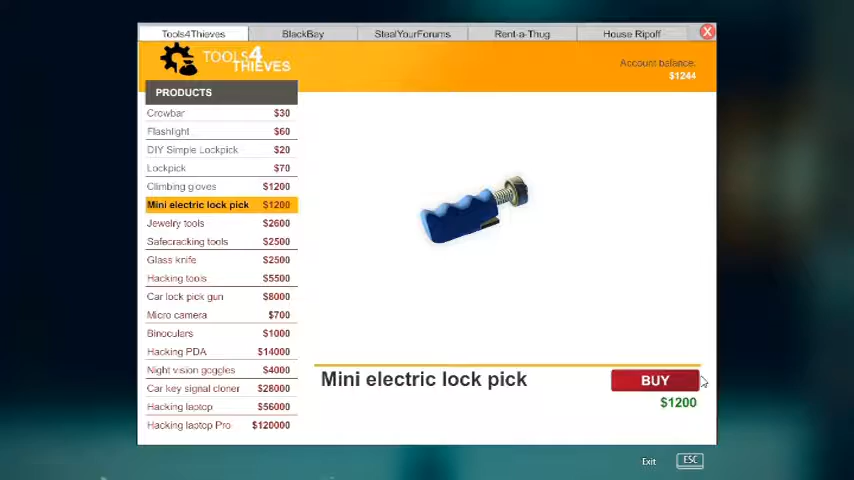 Tools4Thieves BlackBay StealYourForums Rent-a-Thug House Ripoff X
TOOLS4
THIEVES
Account balance:
$1244
PRODUCTS
Crowbar $30
Flashlight $60
DIY Simple Lockpick $20
Lockpick $70
Climbing gloves $1200
Mini electric lock pick $1200
Jewelry tools $2600
Safecracking tools $2500
Glass knife $2500
Hacking tools $5500
Car lock pick gun $8000
Micro camera $700
Binoculars $1000
Hacking PDA $14000
Night vision goggles $4000
Car key signal cloner $28000
Hacking laptop $56000
Hacking laptop Pro $120000
Mini electric lock pick
BUY
$1200
Exit ESC